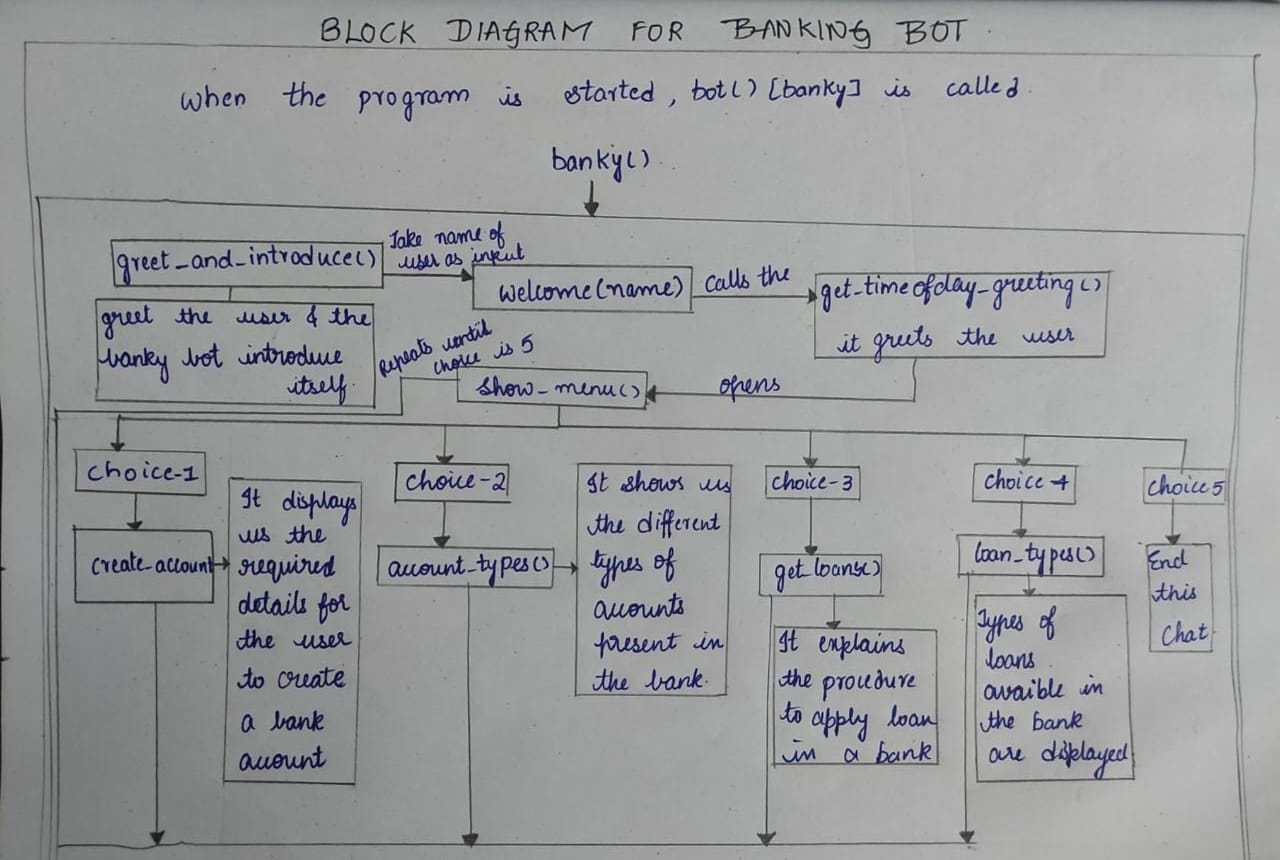 BLOCK DIAGRAM FOR BANKING BOT
when the program is started, bot() [banky] is called.
banky().
greet_and_introduce()
Take name of
user as input
welcome(name)
calls the
get_timeofday_greeting()
it greets the user
greet the user & the
banky bot introduce
itself.
Repeats until
choice is 5
show_menu()
opens
choice-1
create_account
It displays
us the
required
details for
the user
to create
a bank
account
choice-2
account_types()
It shows us
the different
types of
accounts
present in
the bank.
choice-3
get_loans()
It explains
the procedure
to apply loan
in a bank
choice-4
loan_types()
Types of
loans
avaible in
the bank
are displayed
choice 5
End
this
Chat